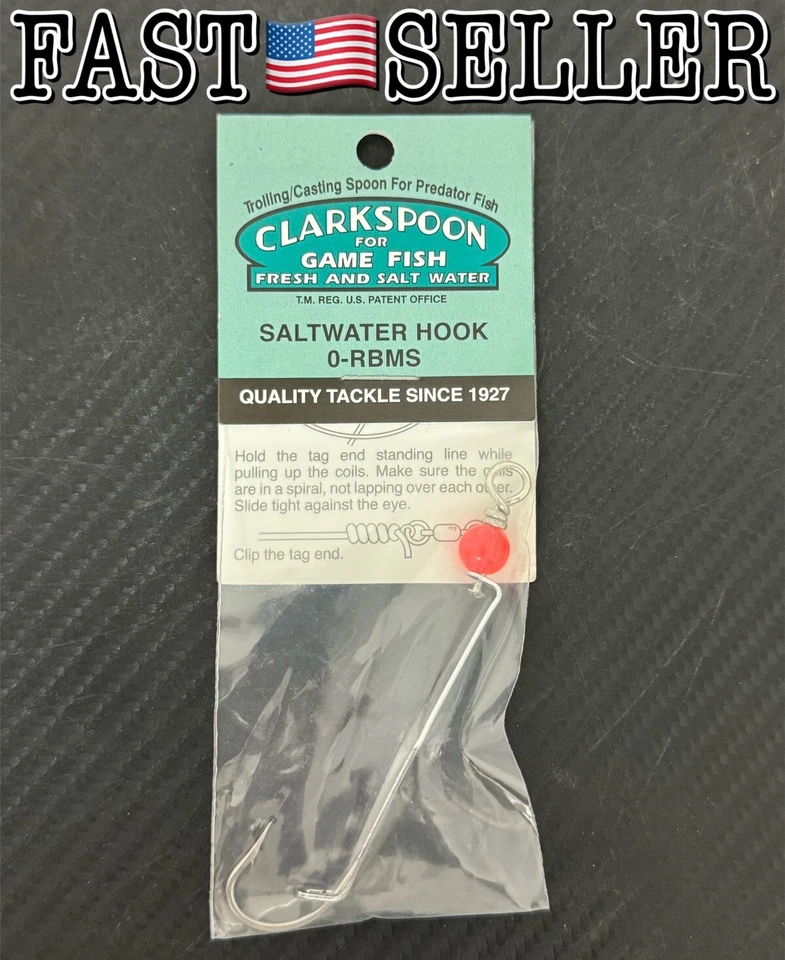 FAST🇺🇸SELLER
Trolling/Casting Spoon For Predator Fish
CLARKSPOON
FOR
GAME FISH
FRESH AND SALT WATER
T.M. REG. U.S. PATENT OFFICE
SALTWATER HOOK
0-RBMS
QUALITY TACKLE SINCE 1927
Hold the tag end standing line while
pulling up the coils. Make sure the coils
are in a spiral, not lapping over each other.
Slide tight against the eye.
Clip the tag end.